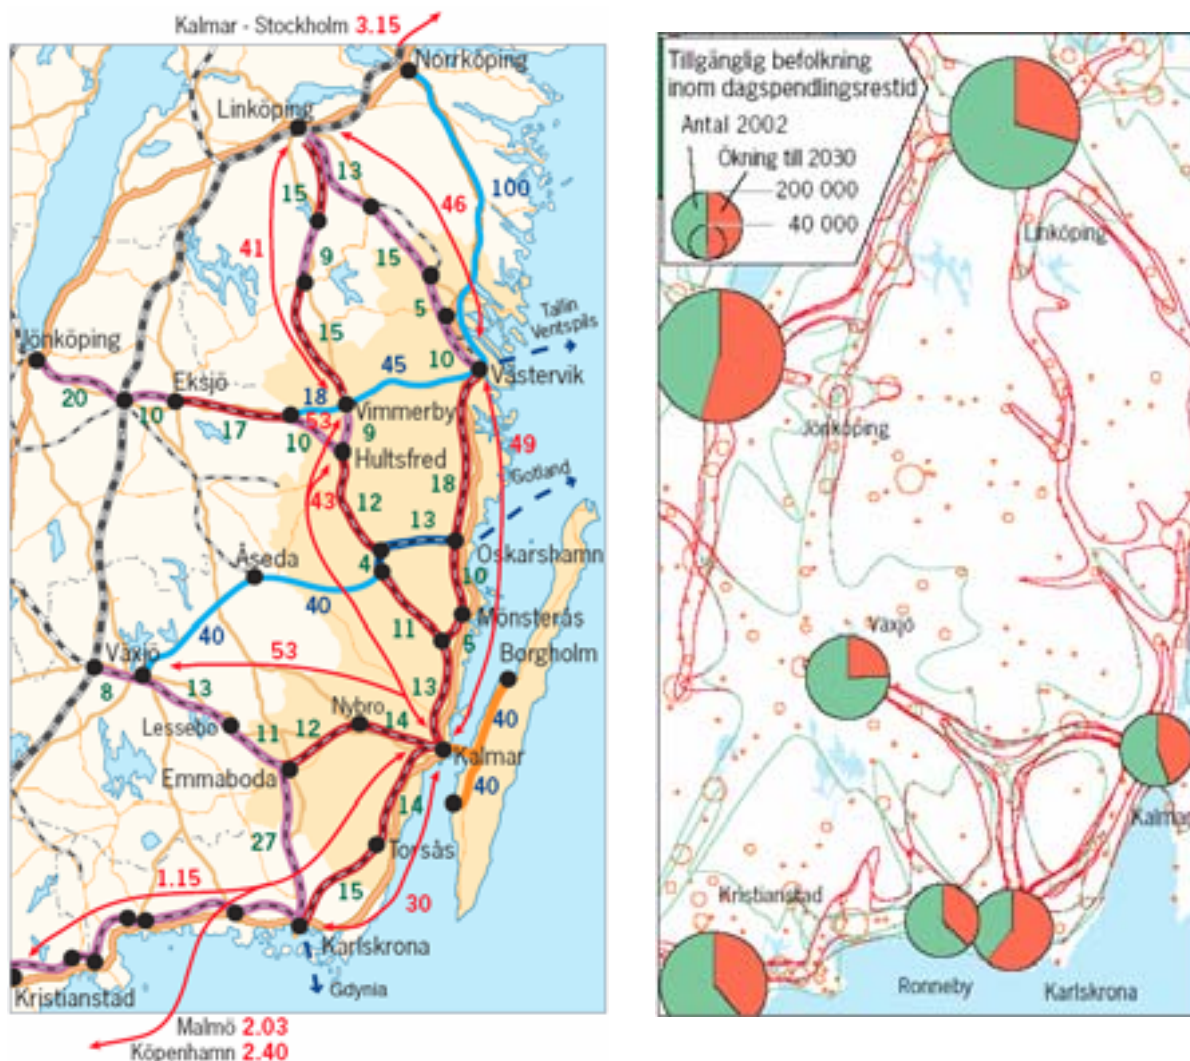 Kalmar - Stockholm 3.15
Norrköping
Linköping
13
15
100
46
41
9
15
5
Tallin
Ventspils
15
Jönköping
10
45
Västervik
Eksjö
20
10
18
Vimmerby
17
53
10
9
49
Hultsfred
18
Gotland
43
12
13
Oskarshamn
Åseda
4
10
40
Mönsterås
40
11
6
Växjö
53
Borgholm
8
13
13
Nybro
14
40
Lessebo
11
12
Kalmar
Emmaboda
40
14
27
Torsås
1.15
15
30
Karlskrona
Kristianstad
Gdynia
Malmö 2.03
Köpenhamn 2.40
Tillgänglig befolkning
inom dagspendlingsrestid
Antal 2002
Ökning till 2030
200 000
40 000
Linköping
Jönköping
Växjö
Kalmar
Kristianstad
Ronneby
Karlskrona